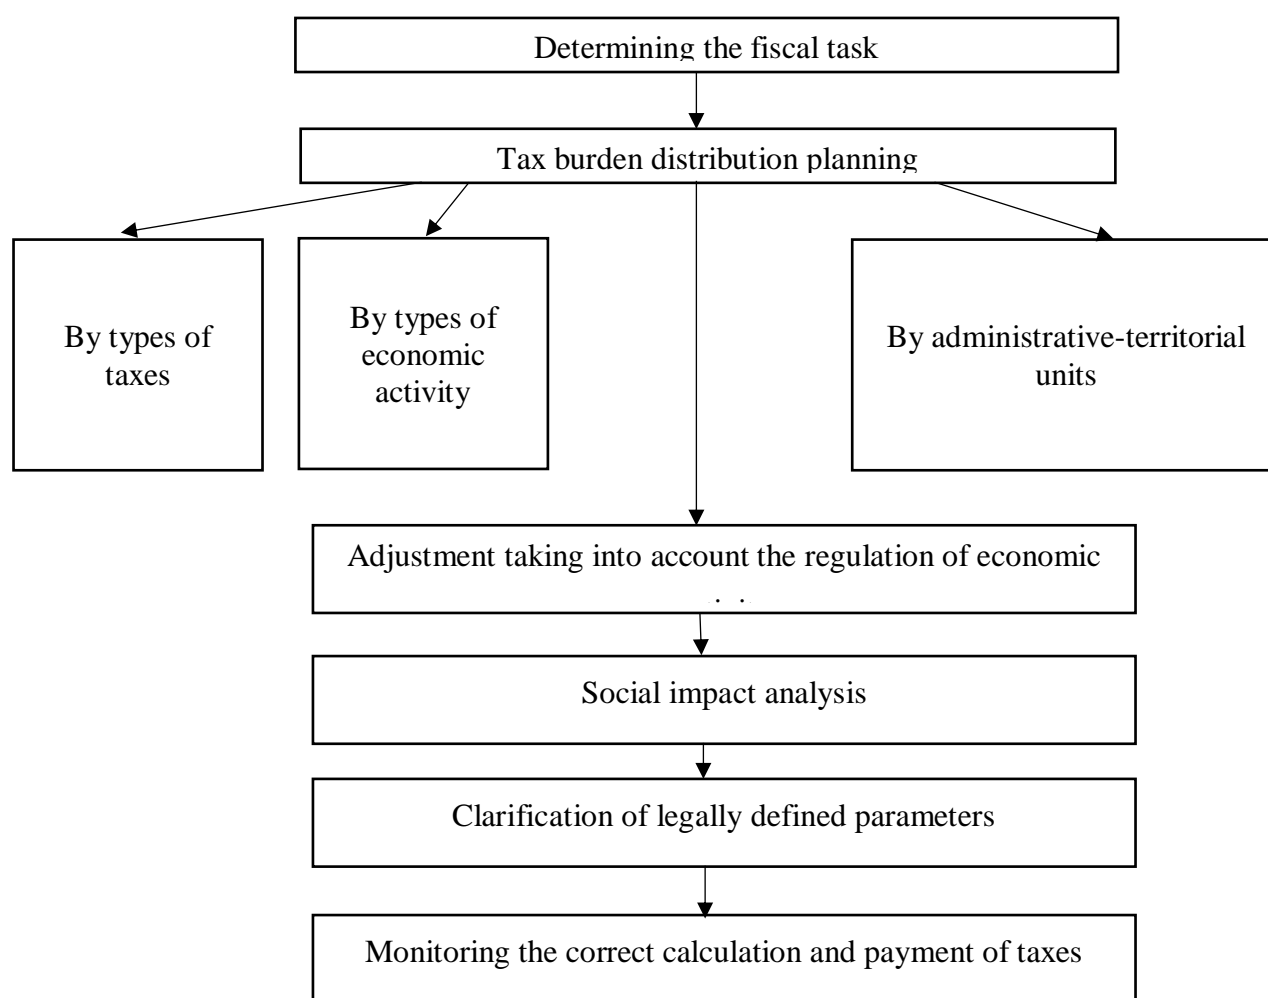 Determining the fiscal task
Tax burden distribution planning
By types of
taxes
By types of
economic
activity
By administrative-territorial
units
Adjustment taking into account the regulation of economic
Social impact analysis
Clarification of legally defined parameters
Monitoring the correct calculation and payment of taxes